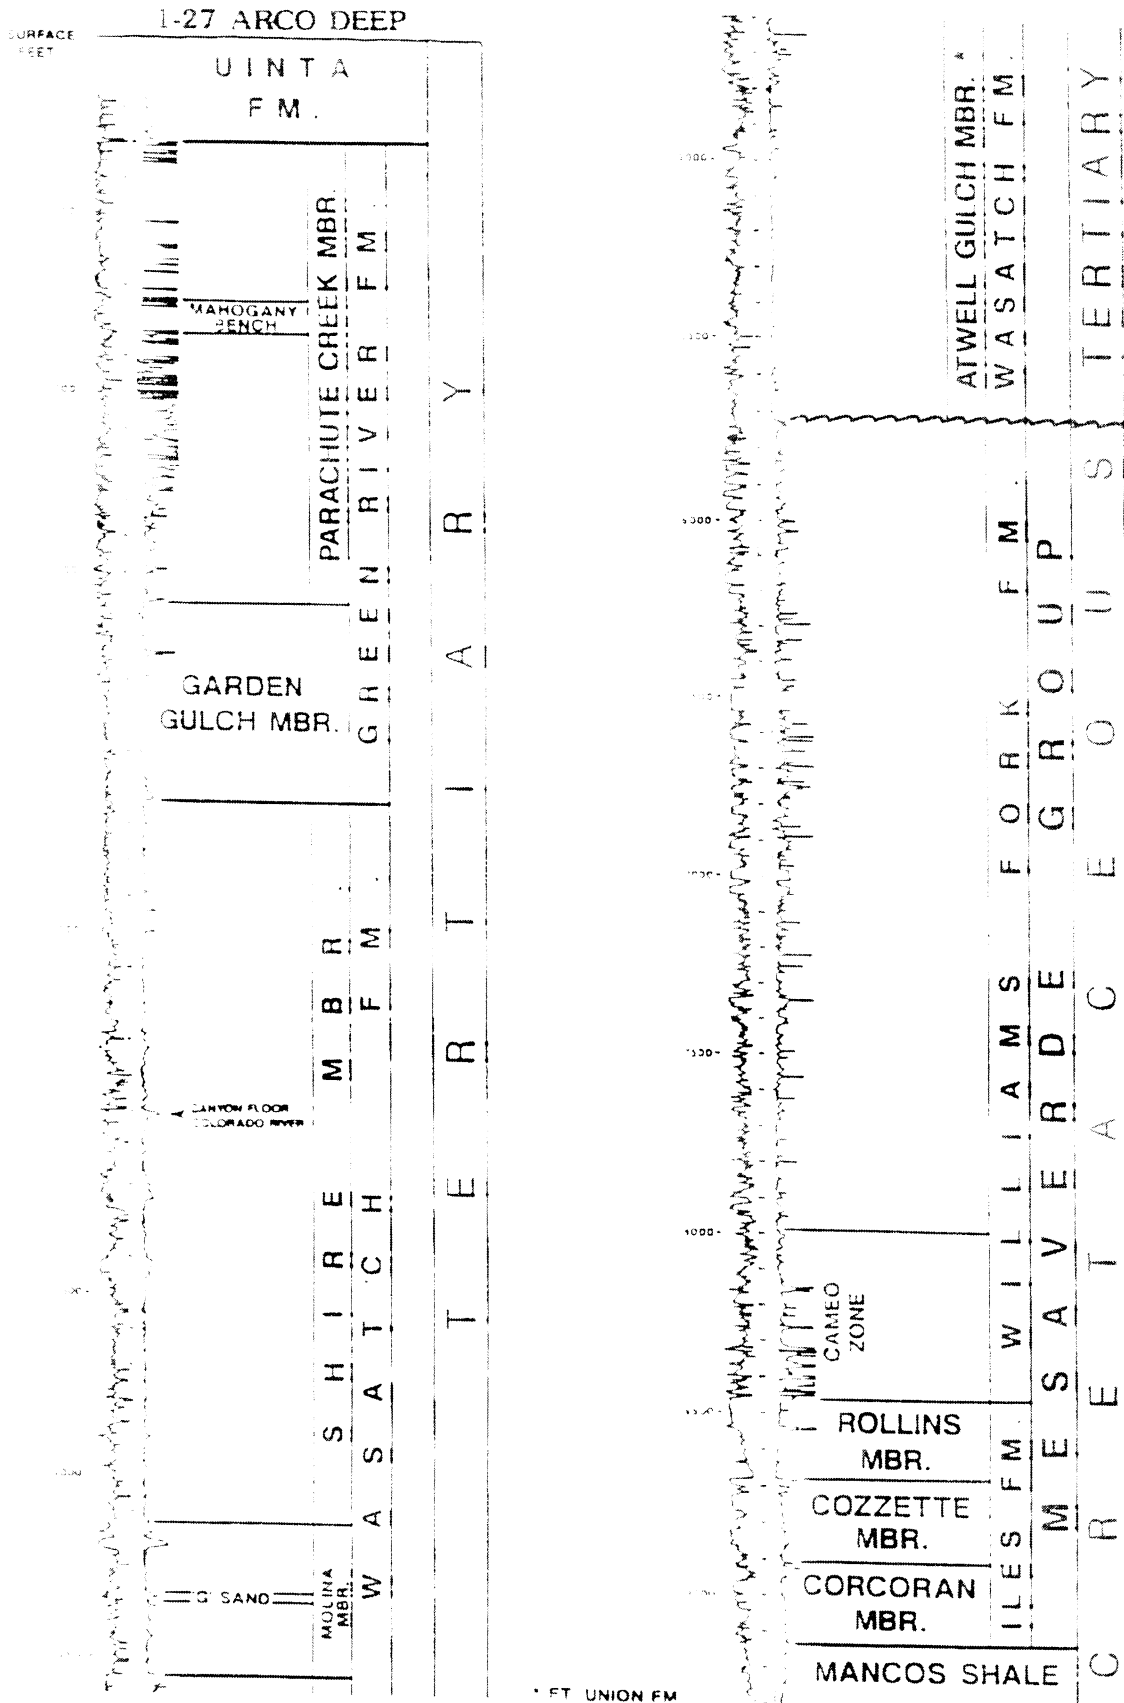 1-27 ARCO DEEP
SURFACE
FEET
UINTA
FM.
MAHOGANY
BENCH
PARACHUTE CREEK MBR.
GREEN RIVER FM.
GARDEN
GULCH MBR.
TERTIARY
CANYON FLOOR
COLORADO RIVER
SHIRE MBR.
WASATCH FM.
G SAND
MOLINA
MBR.
ATWELL GULCH MBR. *
WASATCH FM.
TERTIARY
WILLIAMS FORK FM.
MESAVERDE GROUP
CRETACEOUS
CAMEO
ZONE
ROLLINS
MBR.
COZZETTE
MBR.
CORCORAN
MBR.
ILES FM.
MANCOS SHALE
* FT. UNION FM